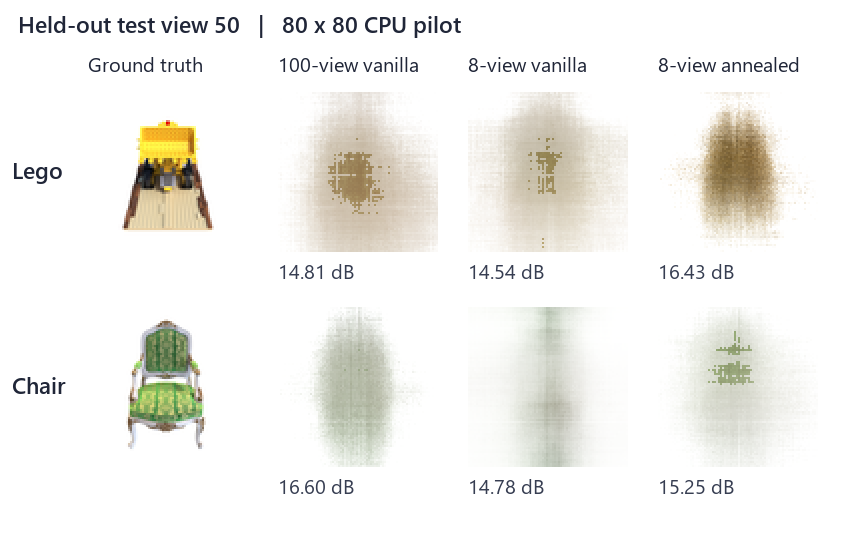 Held-out test view 50 | 80 x 80 CPU pilot
Ground truth 100-view vanilla 8-view vanilla 8-view annealed
Lego
14.81 dB 14.54 dB 16.43 dB
Chair
16.60 dB 14.78 dB 15.25 dB